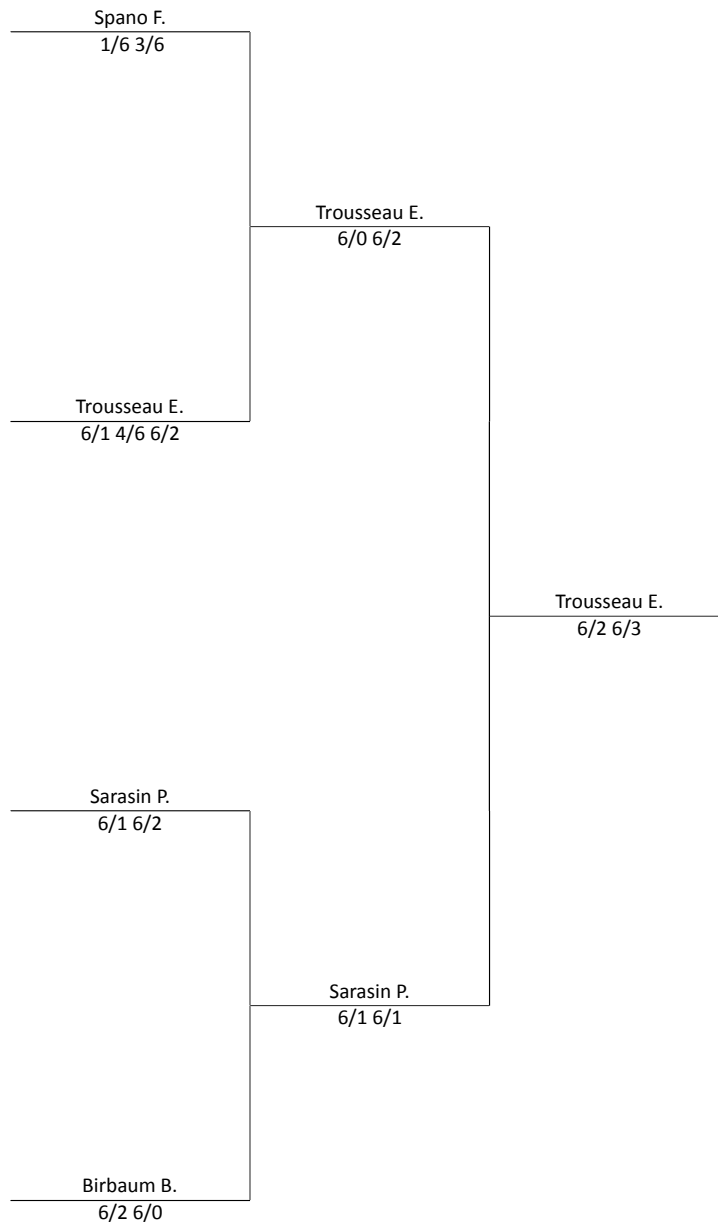 Spano F.
1/6 3/6
Trousseau E.
6/0 6/2
Trousseau E.
6/1 4/6 6/2
Trousseau E.
6/2 6/3
Sarasin P.
6/1 6/2
Sarasin P.
6/1 6/1
Birbaum B.
6/2 6/0